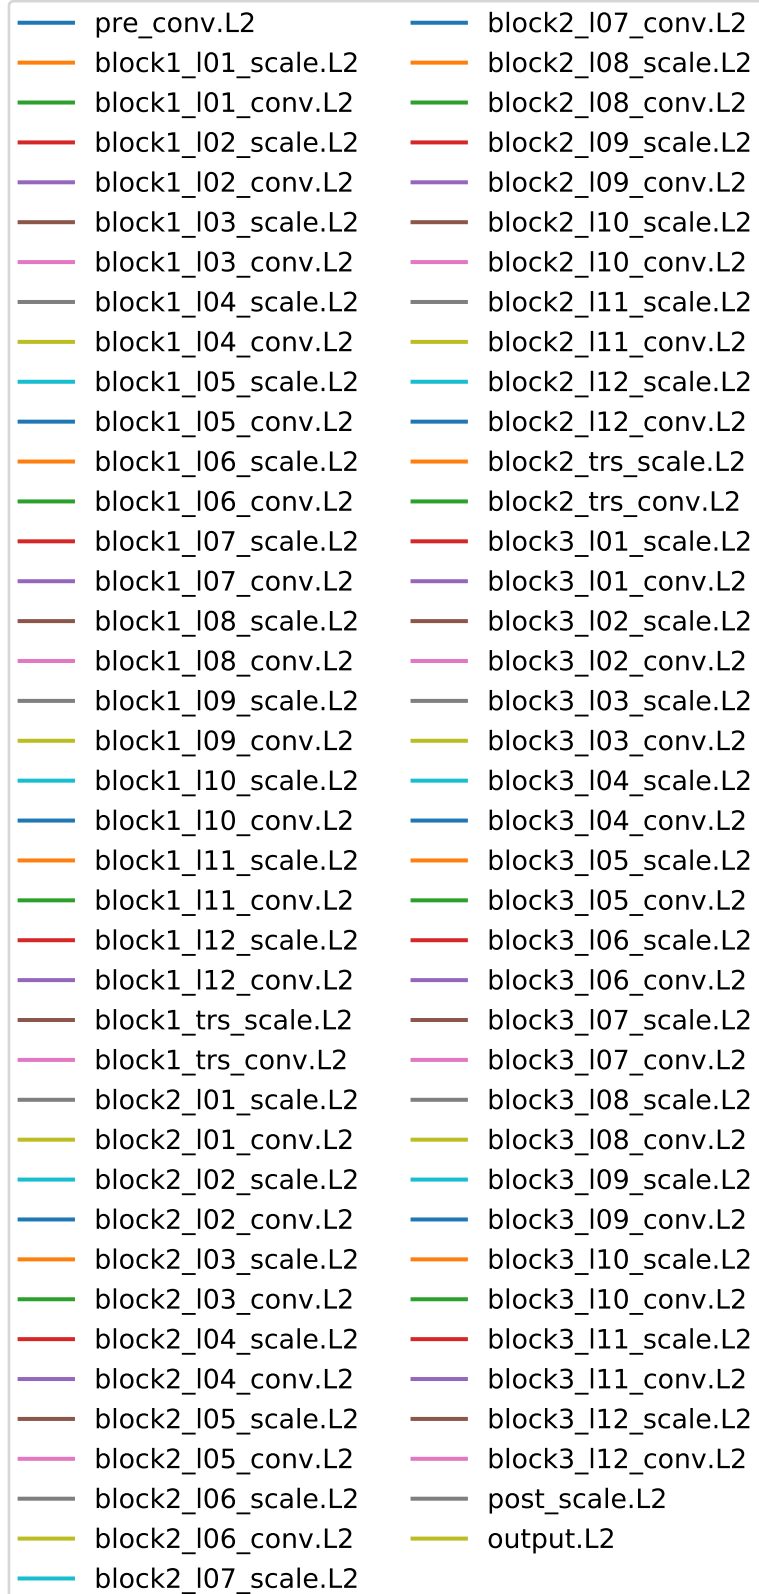 pre_conv.L2
block1_l01_scale.L2
block1_l01_conv.L2
block1_l02_scale.L2
block1_l02_conv.L2
block1_l03_scale.L2
block1_l03_conv.L2
block1_l04_scale.L2
block1_l04_conv.L2
block1_l05_scale.L2
block1_l05_conv.L2
block1_l06_scale.L2
block1_l06_conv.L2
block1_l07_scale.L2
block1_l07_conv.L2
block1_l08_scale.L2
block1_l08_conv.L2
block1_l09_scale.L2
block1_l09_conv.L2
block1_l10_scale.L2
block1_l10_conv.L2
block1_l11_scale.L2
block1_l11_conv.L2
block1_l12_scale.L2
block1_l12_conv.L2
block1_trs_scale.L2
block1_trs_conv.L2
block2_l01_scale.L2
block2_l01_conv.L2
block2_l02_scale.L2
block2_l02_conv.L2
block2_l03_scale.L2
block2_l03_conv.L2
block2_l04_scale.L2
block2_l04_conv.L2
block2_l05_scale.L2
block2_l05_conv.L2
block2_l06_scale.L2
block2_l06_conv.L2
block2_l07_scale.L2
block2_l07_conv.L2
block2_l08_scale.L2
block2_l08_conv.L2
block2_l09_scale.L2
block2_l09_conv.L2
block2_l10_scale.L2
block2_l10_conv.L2
block2_l11_scale.L2
block2_l11_conv.L2
block2_l12_scale.L2
block2_l12_conv.L2
block2_trs_scale.L2
block2_trs_conv.L2
block3_l01_scale.L2
block3_l01_conv.L2
block3_l02_scale.L2
block3_l02_conv.L2
block3_l03_scale.L2
block3_l03_conv.L2
block3_l04_scale.L2
block3_l04_conv.L2
block3_l05_scale.L2
block3_l05_conv.L2
block3_l06_scale.L2
block3_l06_conv.L2
block3_l07_scale.L2
block3_l07_conv.L2
block3_l08_scale.L2
block3_l08_conv.L2
block3_l09_scale.L2
block3_l09_conv.L2
block3_l10_scale.L2
block3_l10_conv.L2
block3_l11_scale.L2
block3_l11_conv.L2
block3_l12_scale.L2
block3_l12_conv.L2
post_scale.L2
output.L2